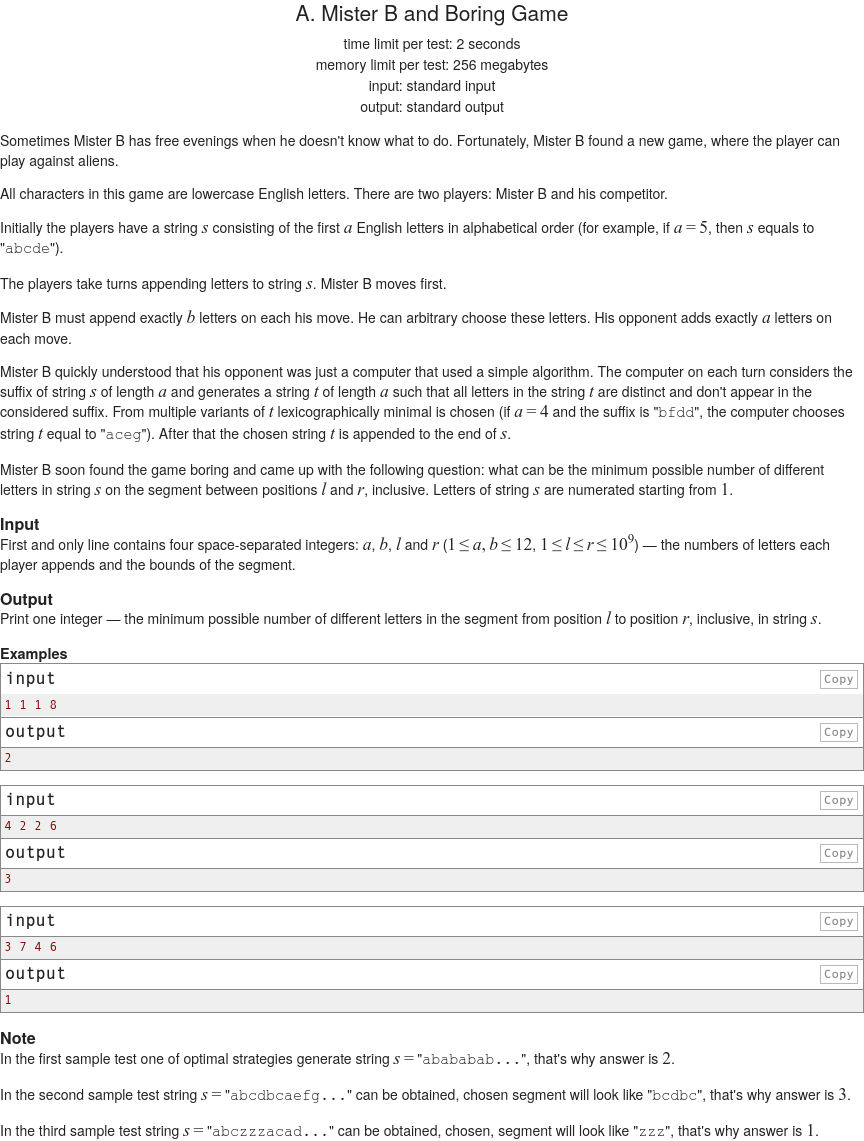 A. Mister B and Boring Game
time limit per test: 2 seconds
memory limit per test: 256 megabytes
input: standard input
output: standard output
Sometimes Mister B has free evenings when he doesn't know what to do. Fortunately, Mister B found a new game, where the player can
play against aliens.
All characters in this game are lowercase English letters. There are two players: Mister B and his competitor.
Initially the players have a string s consisting of the first a English letters in alphabetical order (for example, if a = 5, then s equals to
"abcde").
The players take turns appending letters to string s. Mister B moves first.
Mister B must append exactly b letters on each his move. He can arbitrary choose these letters. His opponent adds exactly a letters on
each move.
Mister B quickly understood that his opponent was just a computer that used a simple algorithm. The computer on each turn considers the
suffix of string s of length a and generates a string t of length a such that all letters in the string t are distinct and don't appear in the
considered suffix. From multiple variants of t lexicographically minimal is chosen (if a = 4 and the suffix is "bfdd", the computer chooses
string t equal to "aceg"). After that the chosen string t is appended to the end of s.
Mister B soon found the game boring and came up with the following question: what can be the minimum possible number of different
letters in string s on the segment between positions l and r, inclusive. Letters of string s are numerated starting from 1.
Input
First and only line contains four space-separated integers: a, b, l and r (1 ≤ a, b ≤ 12, 1 ≤ l ≤ r ≤ 10⁹) — the numbers of letters each
player appends and the bounds of the segment.
Output
Print one integer — the minimum possible number of different letters in the segment from position l to position r, inclusive, in string s.
Examples
input Copy
1 1 1 8
output Copy
2
input Copy
4 2 2 6
output Copy
3
input Copy
3 7 4 6
output Copy
1
Note
In the first sample test one of optimal strategies generate string s = "abababab...", that's why answer is 2.
In the second sample test string s = "abcdbcaefg..." can be obtained, chosen segment will look like "bcdbc", that's why answer is 3.
In the third sample test string s = "abczzzacad..." can be obtained, chosen, segment will look like "zzz", that's why answer is 1.